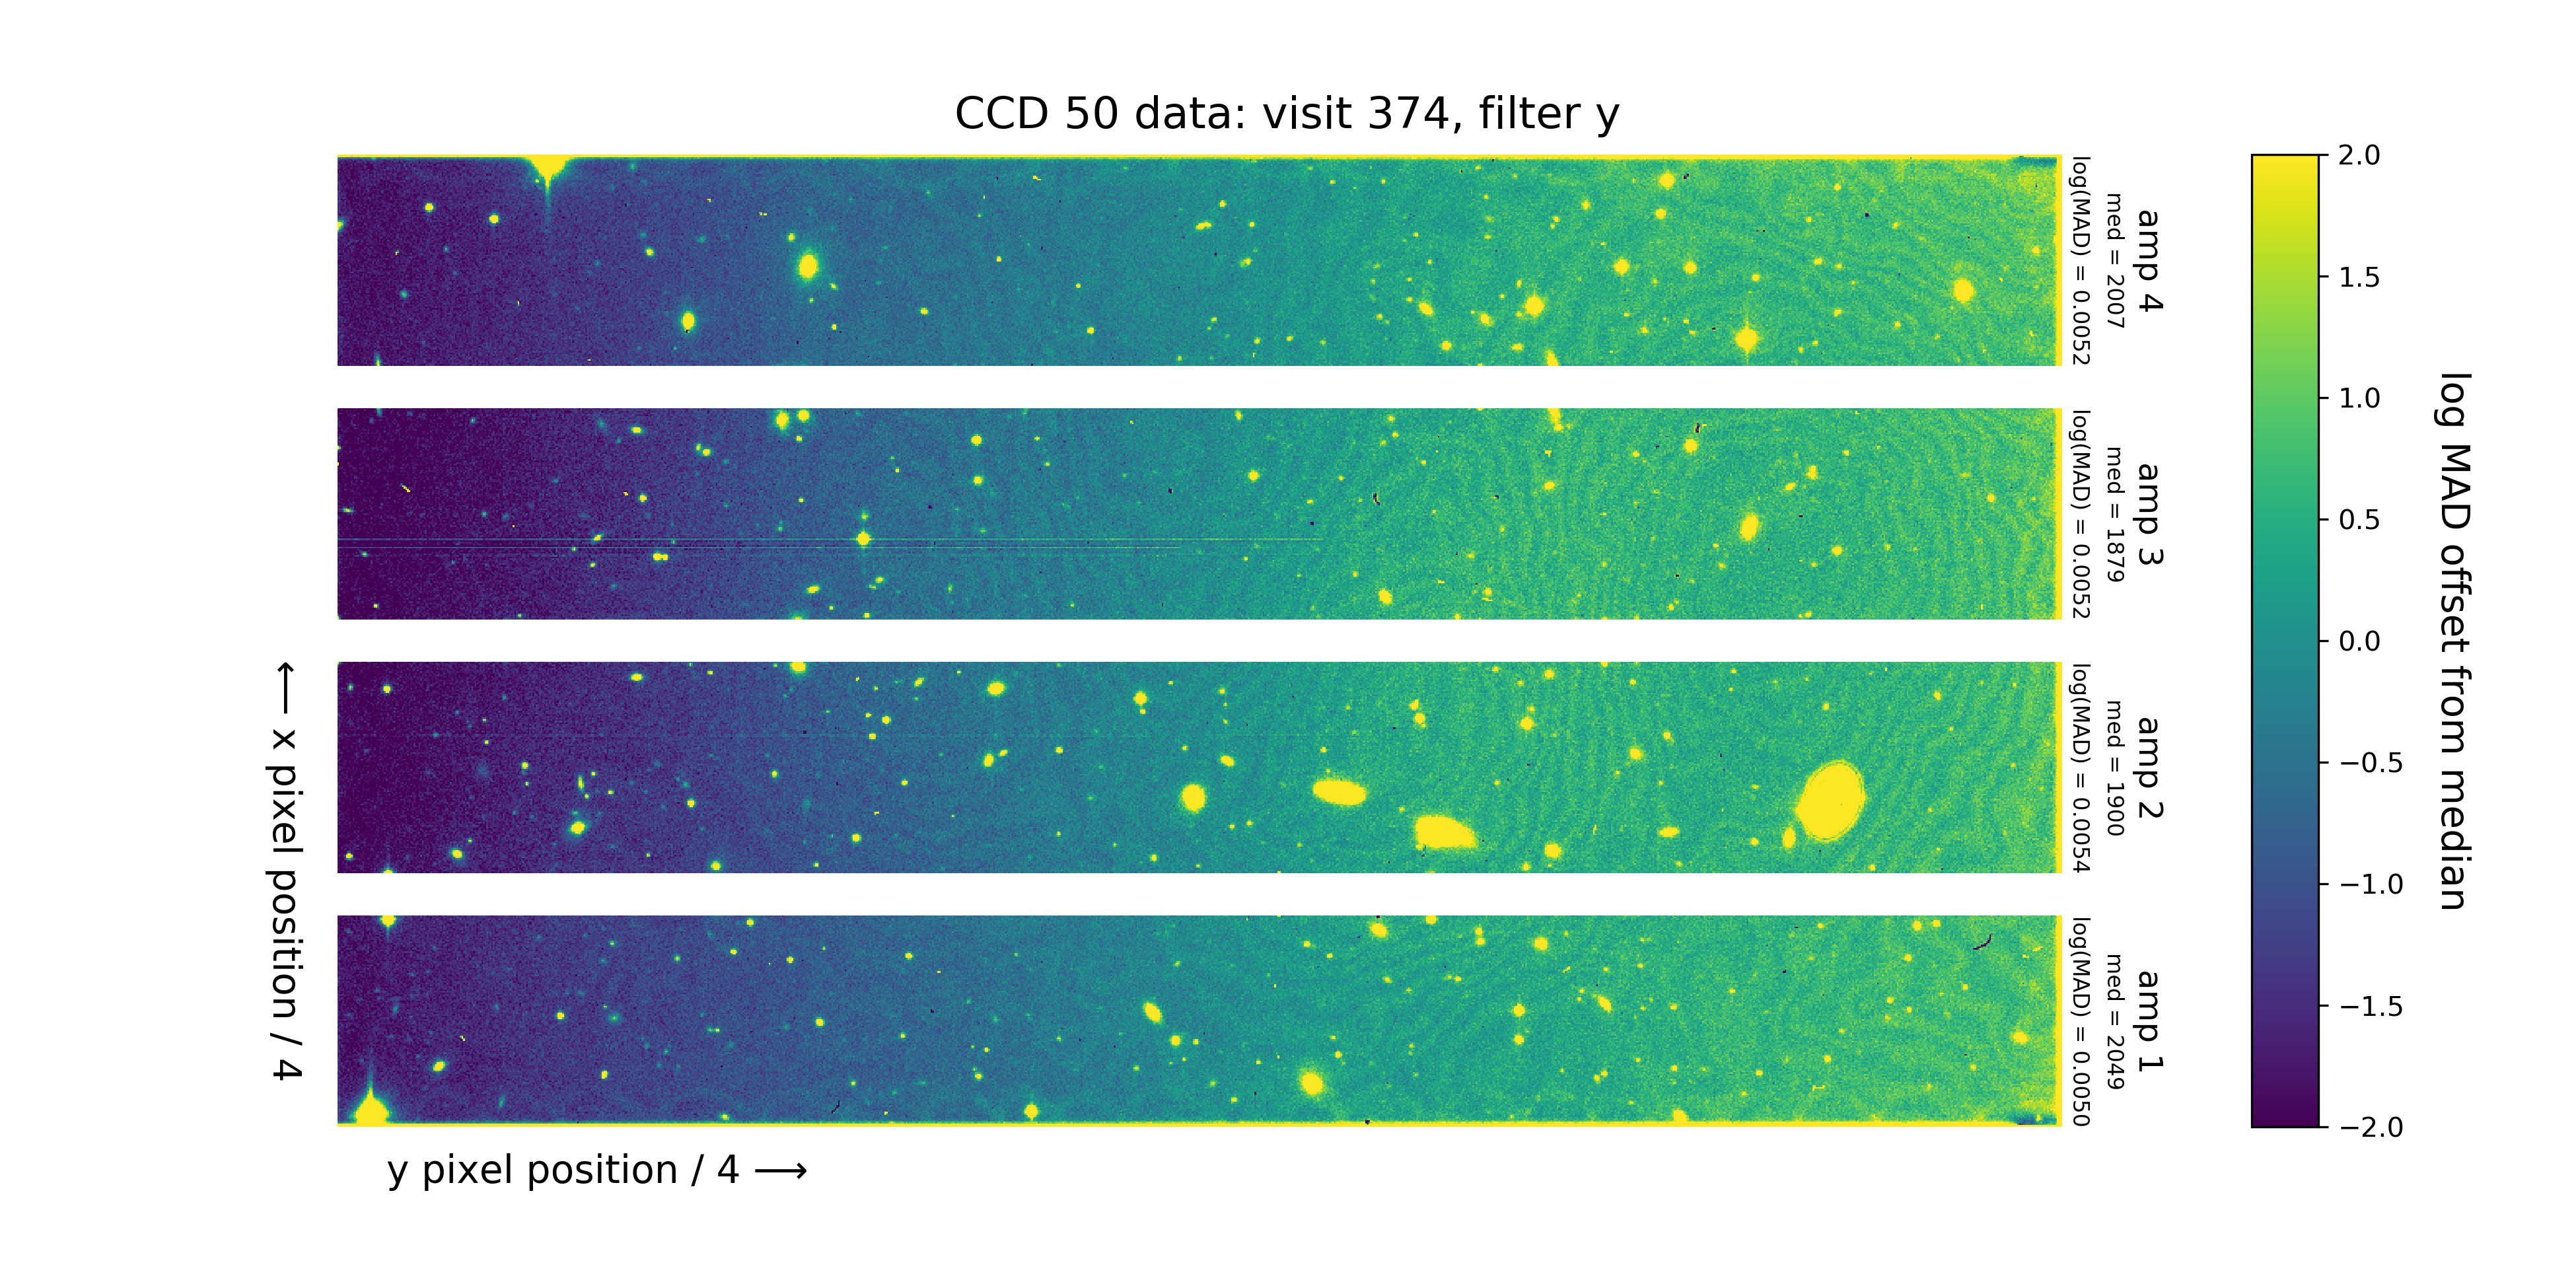 CCD 50 data: visit 374, filter y
amp 4
med = 2007
log(MAD) = 0.0052
amp 3
med = 1879
log(MAD) = 0.0052
amp 2
med = 1900
log(MAD) = 0.0054
amp 1
med = 2049
log(MAD) = 0.0050
⟵ x pixel position / 4
y pixel position / 4 ⟶
2.0
1.5
1.0
0.5
0.0
−0.5
−1.0
−1.5
−2.0
log MAD offset from median